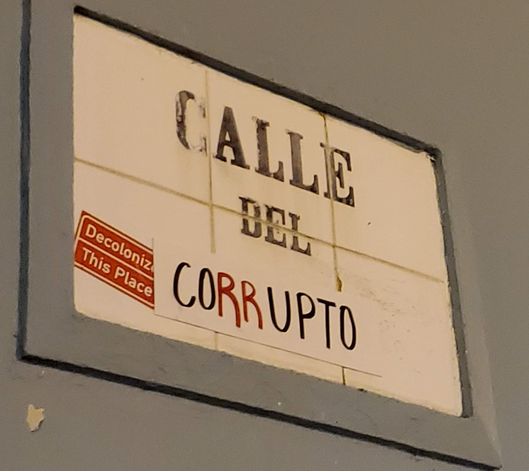 CALLE
DEL
Decoloniz
This Place
CORRUPTO